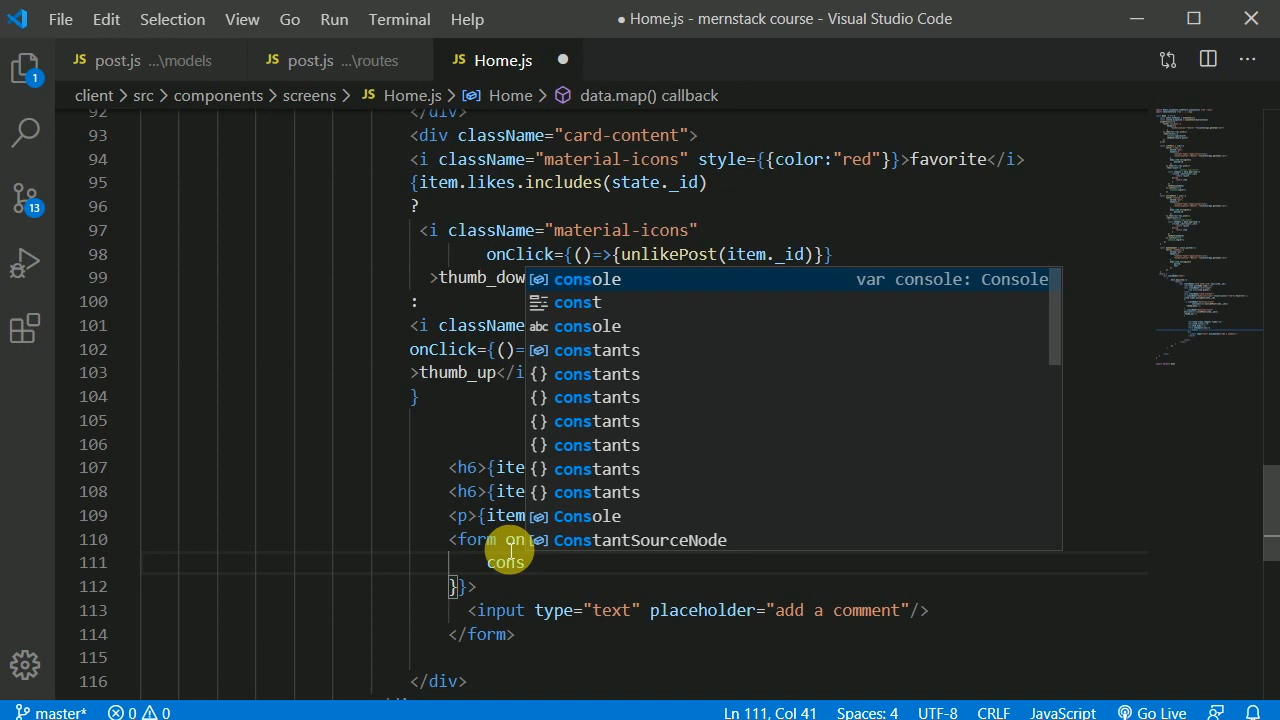 File Edit Selection View Go Run Terminal Help ● Home.js - mernstack course - Visual Studio Code
JS post.js ...\models JS post.js ...\routes JS Home.js
client > src > components > screens > JS Home.js > Home > data.map() callback
1
13
92 </div>
93 <div className="card-content">
94 <i className="material-icons" style={{color:"red"}}>favorite</i>
95 {item.likes.includes(state._id)
96 ?
97 <i className="material-icons"
98 onClick={()=>{unlikePost(item._id)}}
99 >thumb_dow
100 :
101 <i className
102 onClick={()=
103 >thumb_up</i
104 }
105
106
107 <h6>{ite
108 <h6>{ite
109 <p>{item
110 <form on
111 cons
112 }}>
113 <input type="text" placeholder="add a comment"/>
114 </form>
115
116 </div>
console var console: Console
const
abc console
constants
{} constants
{} constants
{} constants
{} constants
{} constants
{} constants
Console
ConstantSourceNode
master* 0 0 Ln 111, Col 41 Spaces: 4 UTF-8 CRLF JavaScript Go Live